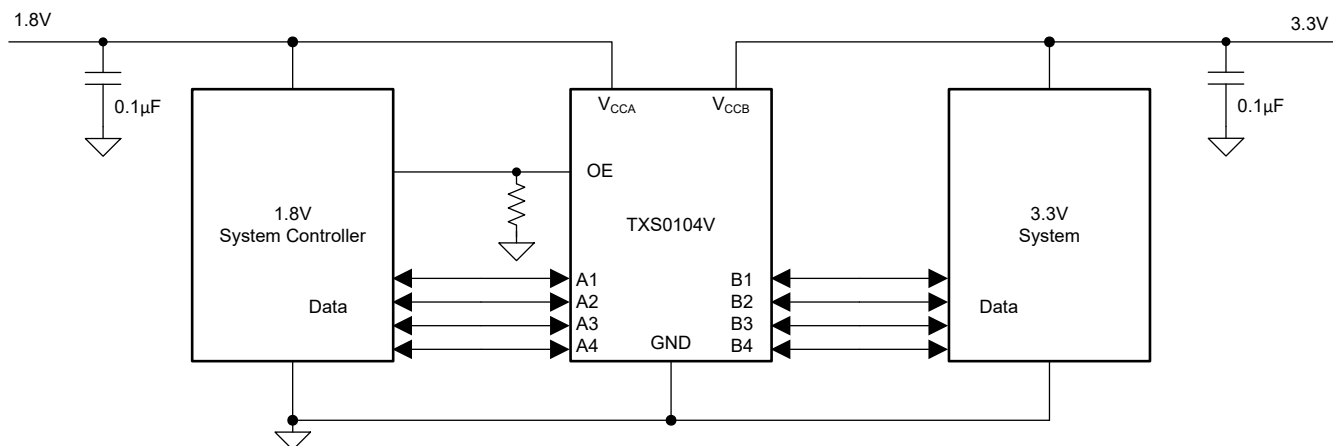 1.8V
3.3V
0.1µF
0.1µF
VCCA
VCCB
OE
1.8V
System Controller
TXS0104V
3.3V
System
A1
B1
A2
B2
Data
Data
A3
B3
A4
GND
B4